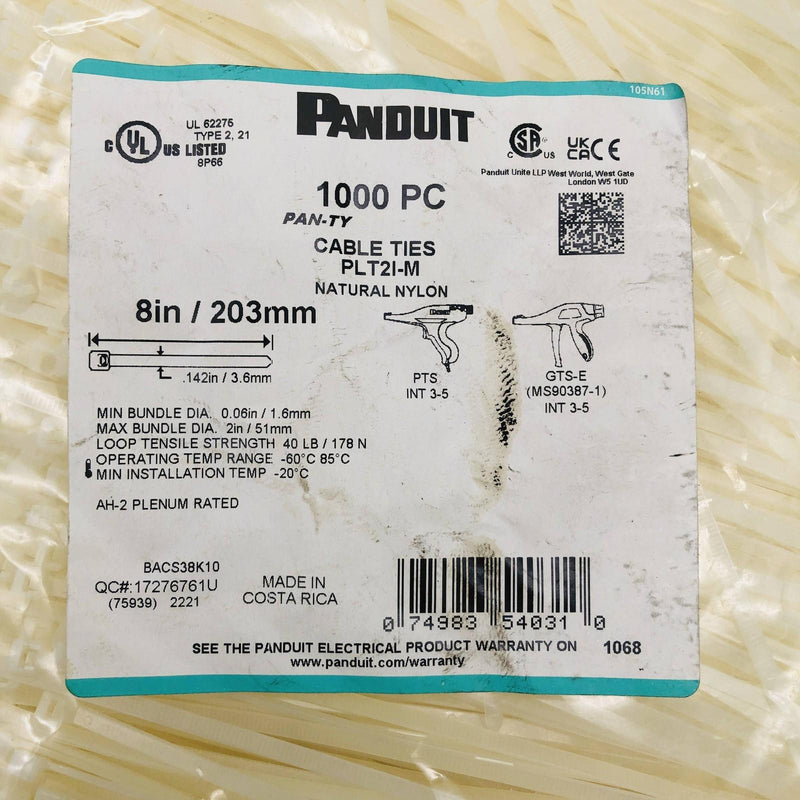 105N61
PANDUIT
UL 62275
TYPE 2, 21
C UL US LISTED
8P66
CSA
C US
UK CA CE
Panduit Unite LLP West World, West Gate
London W5 1UD
1000 PC
PAN-TY
CABLE TIES
PLT2I-M
NATURAL NYLON
8in / 203mm
.142in / 3.6mm
PTS
INT 3-5
GTS-E
(MS90387-1)
INT 3-5
MIN BUNDLE DIA. 0.06in / 1.6mm
MAX BUNDLE DIA. 2in / 51mm
LOOP TENSILE STRENGTH 40 LB / 178 N
OPERATING TEMP RANGE -60°C 85°C
MIN INSTALLATION TEMP -20°C
AH-2 PLENUM RATED
BACS38K10
QC#:17276761U
(75939) 2221
MADE IN
COSTA RICA
0 74983 54031 0
SEE THE PANDUIT ELECTRICAL PRODUCT WARRANTY ON
www.panduit.com/warranty
1068